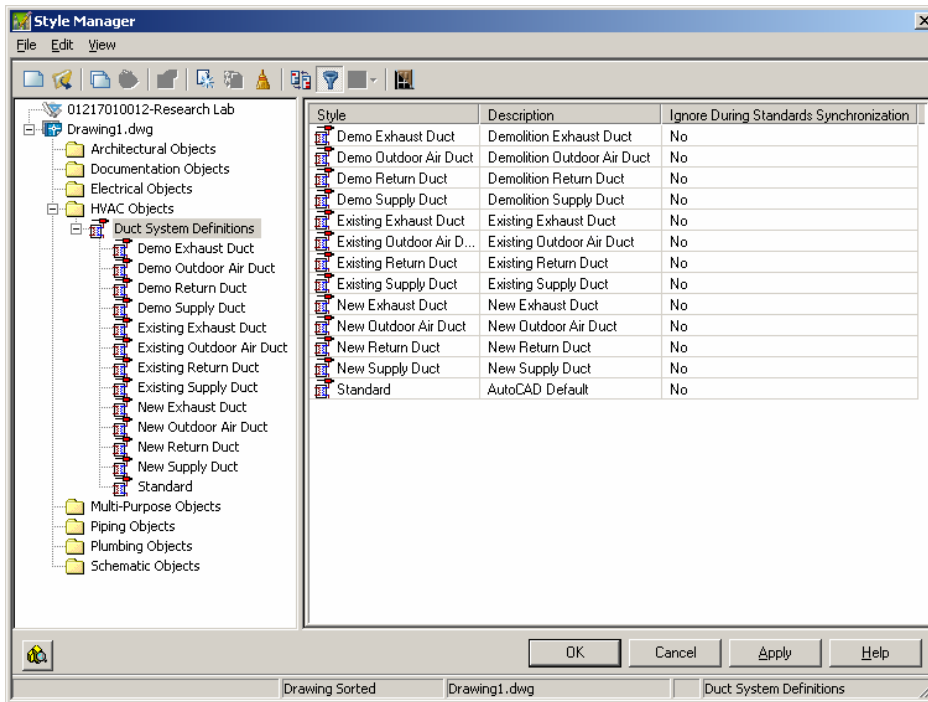 Style Manager
File Edit View
01217010012-Research Lab
Drawing1.dwg
Architectural Objects
Documentation Objects
Electrical Objects
HVAC Objects
Duct System Definitions
Demo Exhaust Duct
Demo Outdoor Air Duct
Demo Return Duct
Demo Supply Duct
Existing Exhaust Duct
Existing Outdoor Air Duct
Existing Return Duct
Existing Supply Duct
New Exhaust Duct
New Outdoor Air Duct
New Return Duct
New Supply Duct
Standard
Multi-Purpose Objects
Piping Objects
Plumbing Objects
Schematic Objects
Style Description Ignore During Standards Synchronization
Demo Exhaust Duct Demolition Exhaust Duct No
Demo Outdoor Air Duct Demolition Outdoor Air Duct No
Demo Return Duct Demolition Return Duct No
Demo Supply Duct Demolition Supply Duct No
Existing Exhaust Duct Existing Exhaust Duct No
Existing Outdoor Air D... Existing Outdoor Air Duct No
Existing Return Duct Existing Return Duct No
Existing Supply Duct Existing Supply Duct No
New Exhaust Duct New Exhaust Duct No
New Outdoor Air Duct New Outdoor Air Duct No
New Return Duct New Return Duct No
New Supply Duct New Supply Duct No
Standard AutoCAD Default No
OK Cancel Apply Help
Drawing Sorted Drawing1.dwg Duct System Definitions